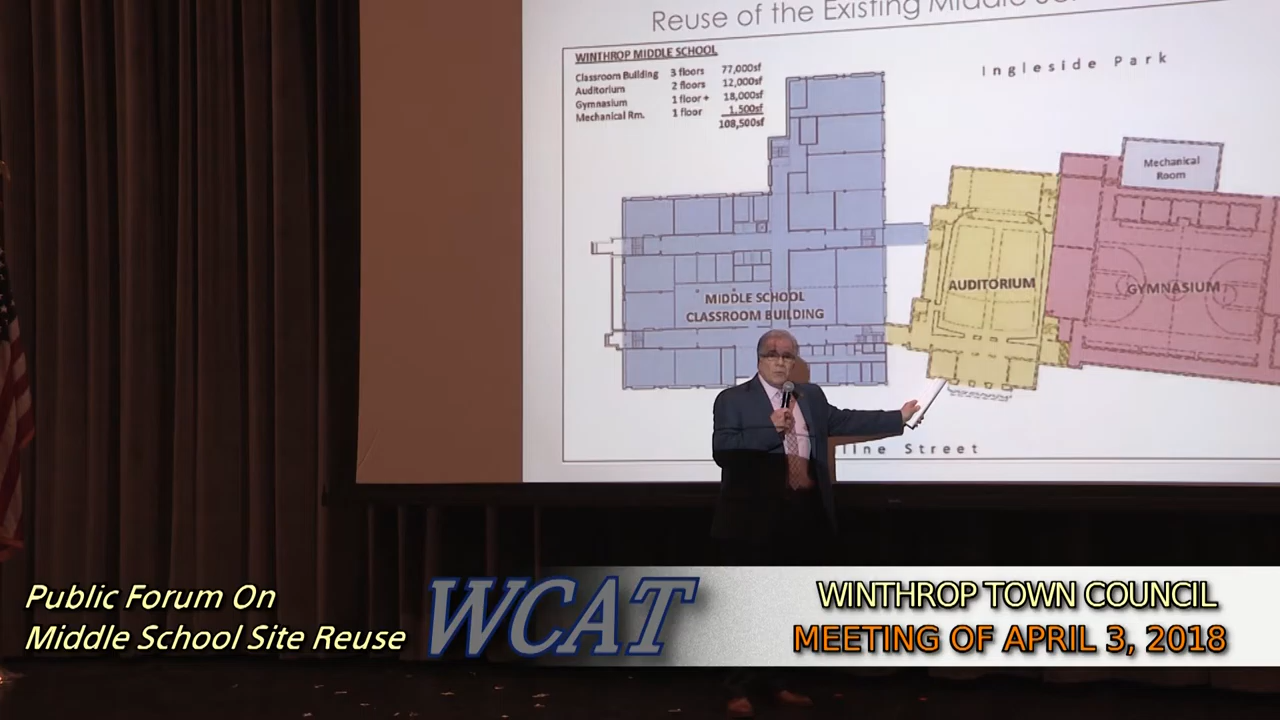 Reuse of the Existing Middle
WINTHROP MIDDLE SCHOOL
Classroom Building 3 floors 77,000sf
Auditorium 2 floors 12,000sf
Gymnasium 1 floor + 18,000sf
Mechanical Rm. 1 floor 1,500sf
108,500sf
Ingleside Park
Mechanical
Room
AUDITORIUM
GYMNASIUM
MIDDLE SCHOOL
CLASSROOM BUILDING
Street
Public Forum On
Middle School Site Reuse
WCAT
WINTHROP TOWN COUNCIL
MEETING OF APRIL 3, 2018